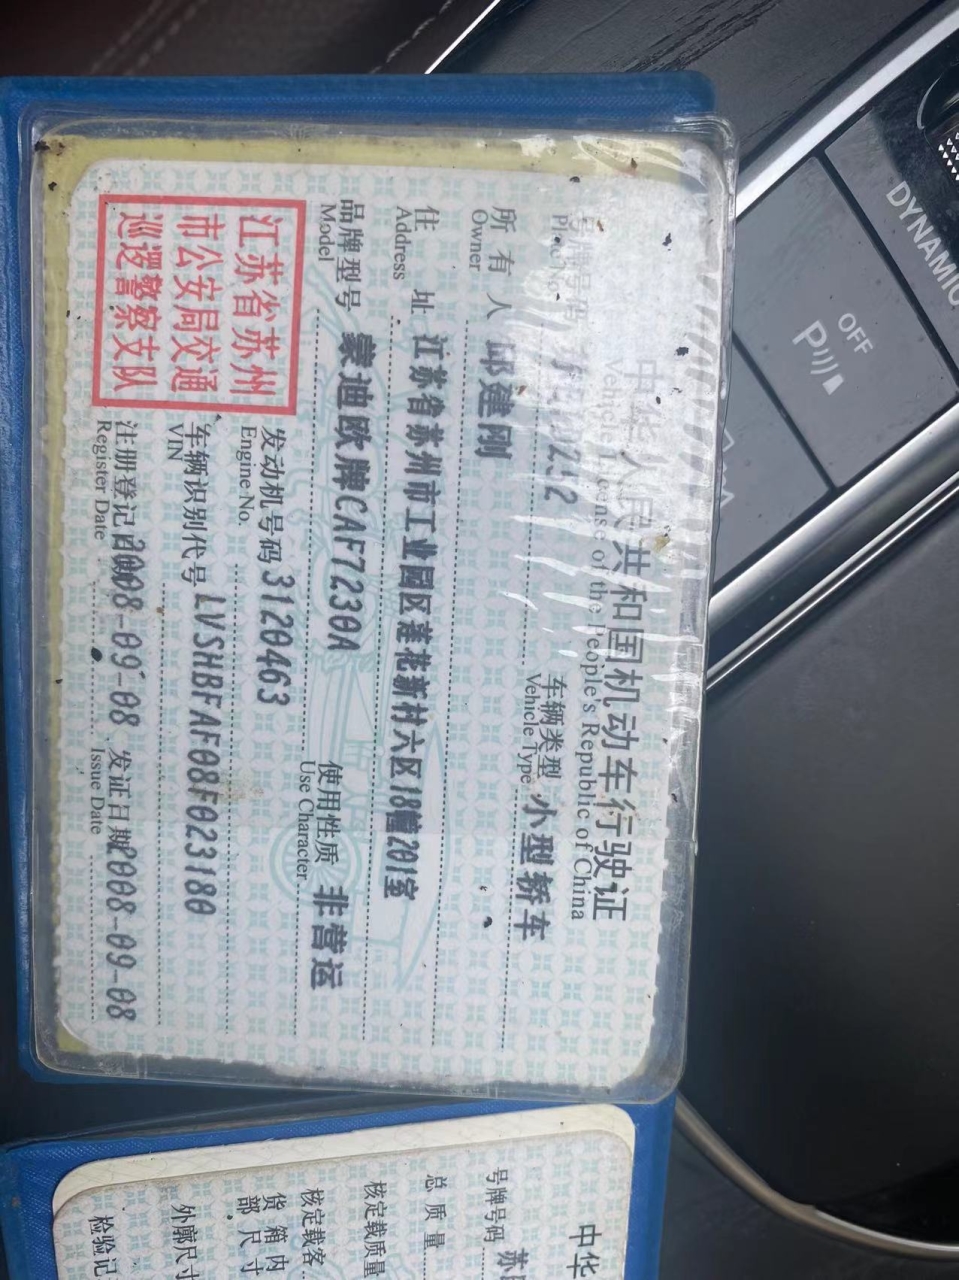 中华人民共和国机动车行驶证
Vehicle License of the People's Republic of China
号牌号码
车辆类型 小型轿车
Vehicle Type
所有人 邱建刚
Owner
住址 江苏省苏州市工业园区莲花新村六区18幢201室
Address
品牌型号 蒙迪欧牌CAF7230A
Model
使用性质 非营运
Use Character
江苏省苏州
市公安局交通
巡逻警察支队
发动机号码 3120463
Engine No.
车辆识别代号 LVSHBFAF08F023180
VIN
注册登记日期 2008-09-08
Register Date
发证日期 2008-09-08
Issue Date
中华
号牌号码 苏
总质量
核定载质量
核定载客
货箱内
部尺寸
外廓尺寸
检验记
DYNAMIC
OFF
P